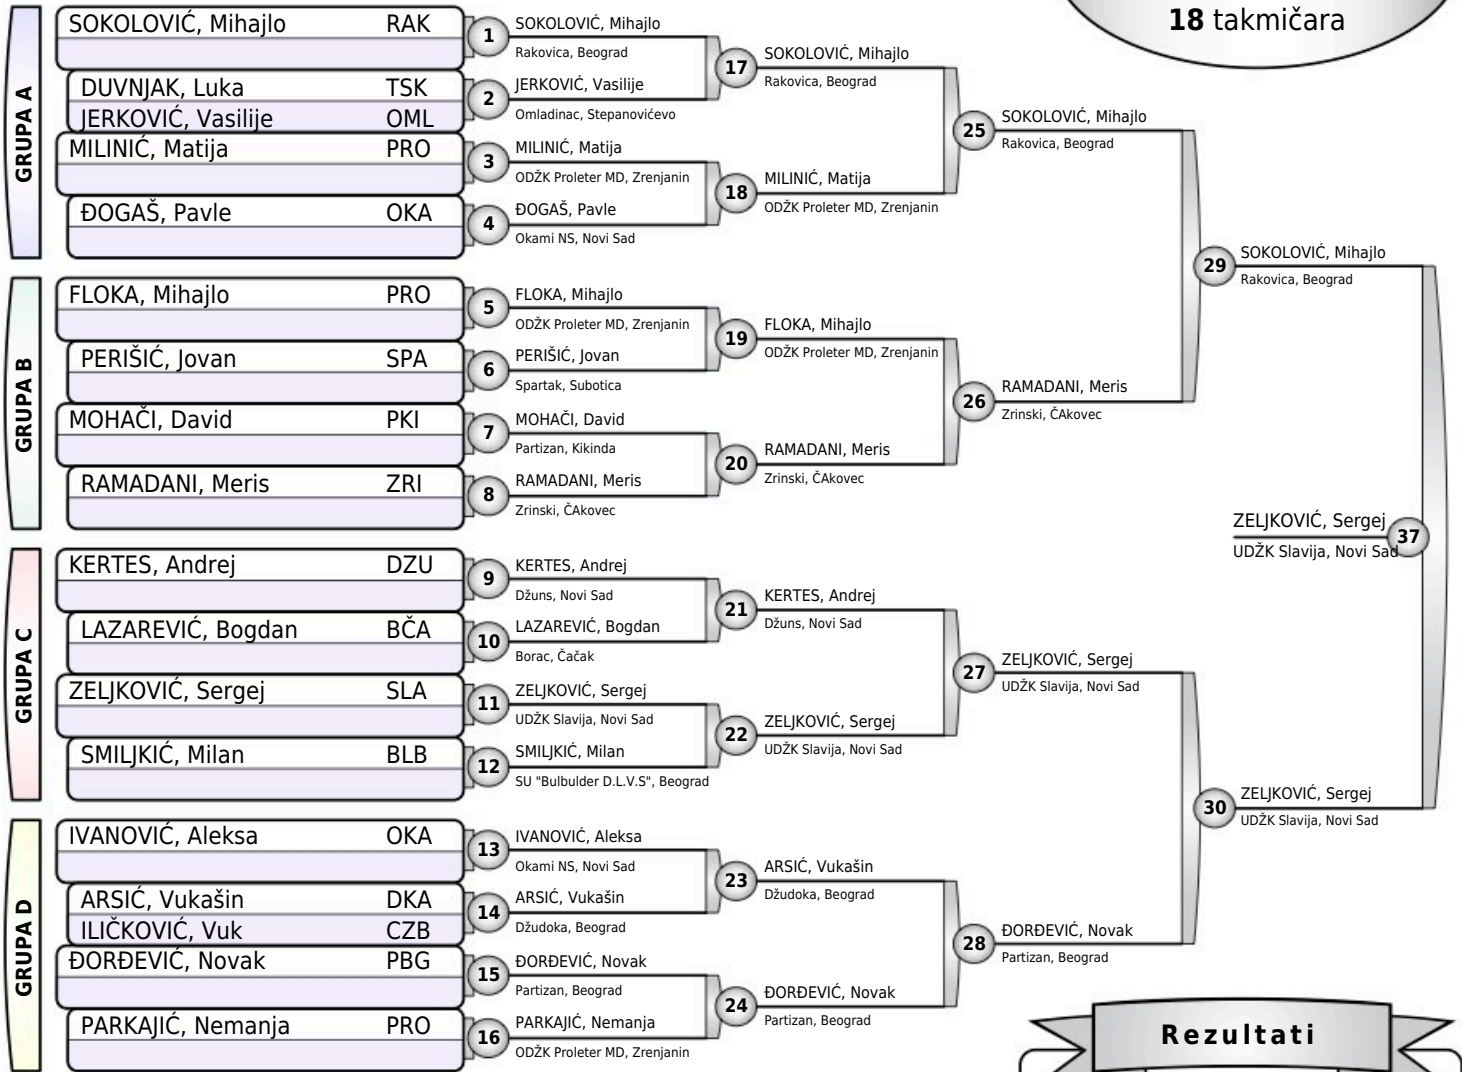 18 takmičara
GRUPA A
SOKOLOVIĆ, Mihajlo RAK
DUVNJAK, Luka TSK
JERKOVIĆ, Vasilije OML
MILINIĆ, Matija PRO
ĐOGAŠ, Pavle OKA
1
SOKOLOVIĆ, Mihajlo
Rakovica, Beograd
2
JERKOVIĆ, Vasilije
Omladinac, Stepanovićevo
3
MILINIĆ, Matija
ODŽK Proleter MD, Zrenjanin
4
ĐOGAŠ, Pavle
Okami NS, Novi Sad
17
SOKOLOVIĆ, Mihajlo
Rakovica, Beograd
18
MILINIĆ, Matija
ODŽK Proleter MD, Zrenjanin
25
SOKOLOVIĆ, Mihajlo
Rakovica, Beograd
GRUPA B
FLOKA, Mihajlo PRO
PERIŠIĆ, Jovan SPA
MOHAČI, David PKI
RAMADANI, Meris ZRI
5
FLOKA, Mihajlo
ODŽK Proleter MD, Zrenjanin
6
PERIŠIĆ, Jovan
Spartak, Subotica
7
MOHAČI, David
Partizan, Kikinda
8
RAMADANI, Meris
Zrinski, ČAkovec
19
FLOKA, Mihajlo
ODŽK Proleter MD, Zrenjanin
20
RAMADANI, Meris
Zrinski, ČAkovec
26
RAMADANI, Meris
Zrinski, ČAkovec
29
SOKOLOVIĆ, Mihajlo
Rakovica, Beograd
GRUPA C
KERTES, Andrej DZU
LAZAREVIĆ, Bogdan BČA
ZELJKOVIĆ, Sergej SLA
SMILJKIĆ, Milan BLB
9
KERTES, Andrej
Džuns, Novi Sad
10
LAZAREVIĆ, Bogdan
Borac, Čačak
11
ZELJKOVIĆ, Sergej
UDŽK Slavija, Novi Sad
12
SMILJKIĆ, Milan
SU "Bulbulder D.L.V.S", Beograd
21
KERTES, Andrej
Džuns, Novi Sad
22
ZELJKOVIĆ, Sergej
UDŽK Slavija, Novi Sad
27
ZELJKOVIĆ, Sergej
UDŽK Slavija, Novi Sad
GRUPA D
IVANOVIĆ, Aleksa OKA
ARSIĆ, Vukašin DKA
ILIČKOVIĆ, Vuk CZB
ĐORĐEVIĆ, Novak PBG
PARKAJIĆ, Nemanja PRO
13
IVANOVIĆ, Aleksa
Okami NS, Novi Sad
14
ARSIĆ, Vukašin
Džudoka, Beograd
15
ĐORĐEVIĆ, Novak
Partizan, Beograd
16
PARKAJIĆ, Nemanja
ODŽK Proleter MD, Zrenjanin
23
ARSIĆ, Vukašin
Džudoka, Beograd
24
ĐORĐEVIĆ, Novak
Partizan, Beograd
28
ĐORĐEVIĆ, Novak
Partizan, Beograd
30
ZELJKOVIĆ, Sergej
UDŽK Slavija, Novi Sad
ZELJKOVIĆ, Sergej
UDŽK Slavija, Novi Sad
37
Rezultati